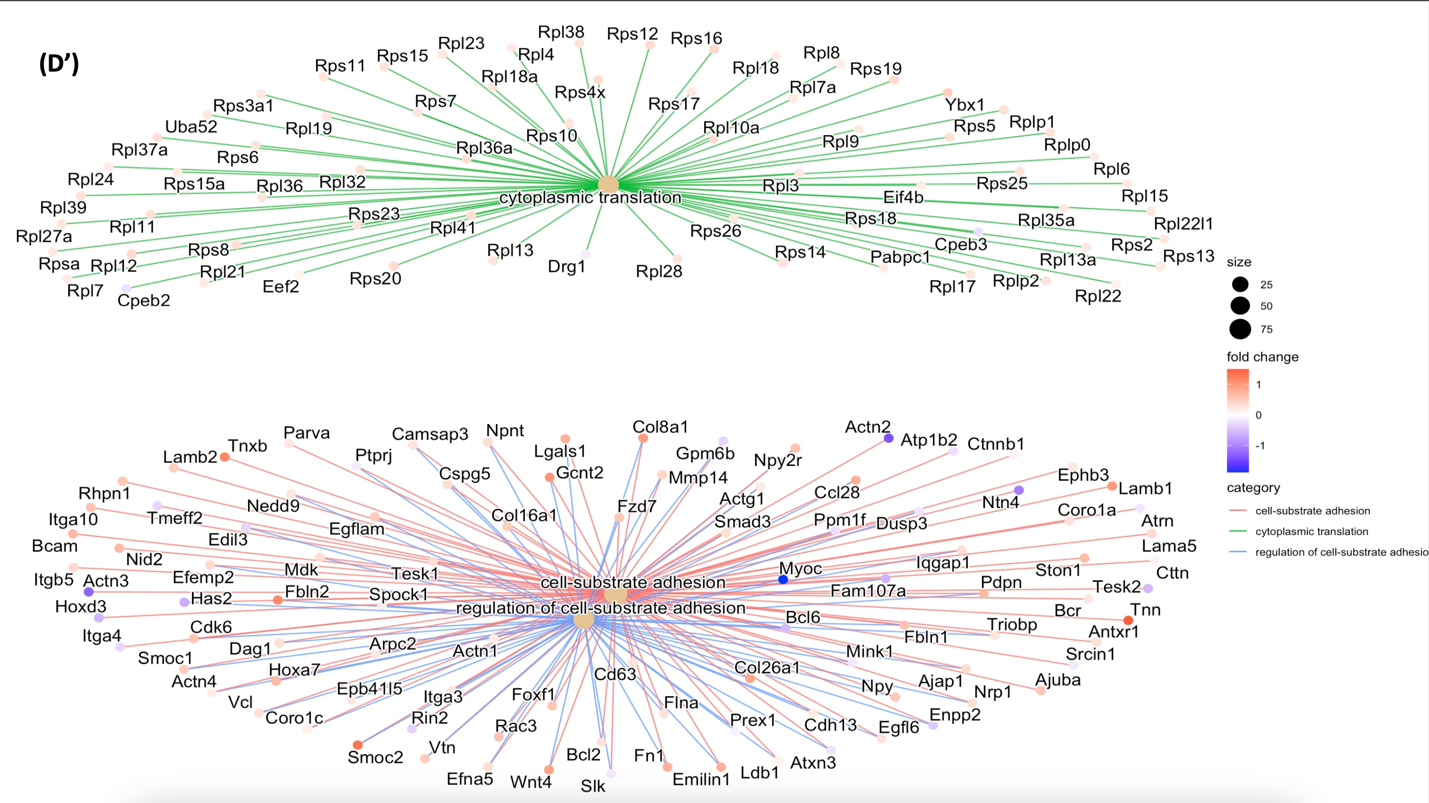 (D')
Rpl38
Rps12
Rps16
Rpl23
Rpl4
Rpl8
Rps15
Rpl18
Rps11
Rps19
Rpl18a
Rps4x
Rpl7a
Rps3a1
Rps7
Rps17
Ybx1
Uba52
Rpl19
Rps10
Rpl10a
Rps5
Rplp1
Rpl37a
Rps6
Rpl36a
Rpl9
Rplp0
Rpl24
Rps15a
Rpl36
Rpl32
Rpl3
Rps25
Rpl6
Rpl39
cytoplasmic translation
Eif4b
Rpl15
Rpl27a
Rpl11
Rps23
Rpl41
Rps26
Rps18
Rpl35a
Rpl22l1
Rpsa
Rpl12
Rps8
Rpl13
Rps14
Cpeb3
Rps2
Rpl7
Rpl21
Drg1
Rpl28
Pabpc1
Rpl13a
Rps13
Cpeb2
Eef2
Rps20
Rpl17
Rplp2
Rpl22
size
25
50
75
fold change
1
0
-1
category
cell-substrate adhesion
cytoplasmic translation
regulation of cell-substrate adhesio
Tnxb
Parva
Camsap3
Npnt
Col8a1
Actn2
Atp1b2
Ctnnb1
Lamb2
Ptprj
Lgals1
Gpm6b
Npy2r
Rhpn1
Cspg5
Gcnt2
Mmp14
Ccl28
Ephb3
Lamb1
Itga10
Tmeff2
Nedd9
Egflam
Col16a1
Fzd7
Actg1
Smad3
Ppm1f
Dusp3
Ntn4
Coro1a
Atrn
Bcam
Nid2
Edil3
Lama5
Itgb5
Actn3
Efemp2
Mdk
Tesk1
cell-substrate adhesion
Myoc
Iqgap1
Ston1
Cttn
Hoxd3
Has2
Fbln2
Spock1
regulation of cell-substrate adhesion
Fam107a
Pdpn
Tesk2
Itga4
Cdk6
Bcl6
Fbln1
Triobp
Bcr
Tnn
Smoc1
Dag1
Arpc2
Actn1
Mink1
Antxr1
Actn4
Hoxa7
Cd63
Col26a1
Srcin1
Vcl
Epb41l5
Itga3
Foxf1
Flna
Npy
Ajap1
Nrp1
Ajuba
Coro1c
Rin2
Rac3
Prex1
Cdh13
Egfl6
Enpp2
Smoc2
Vtn
Bcl2
Fn1
Atxn3
Efna5
Wnt4
Slk
Emilin1
Ldb1